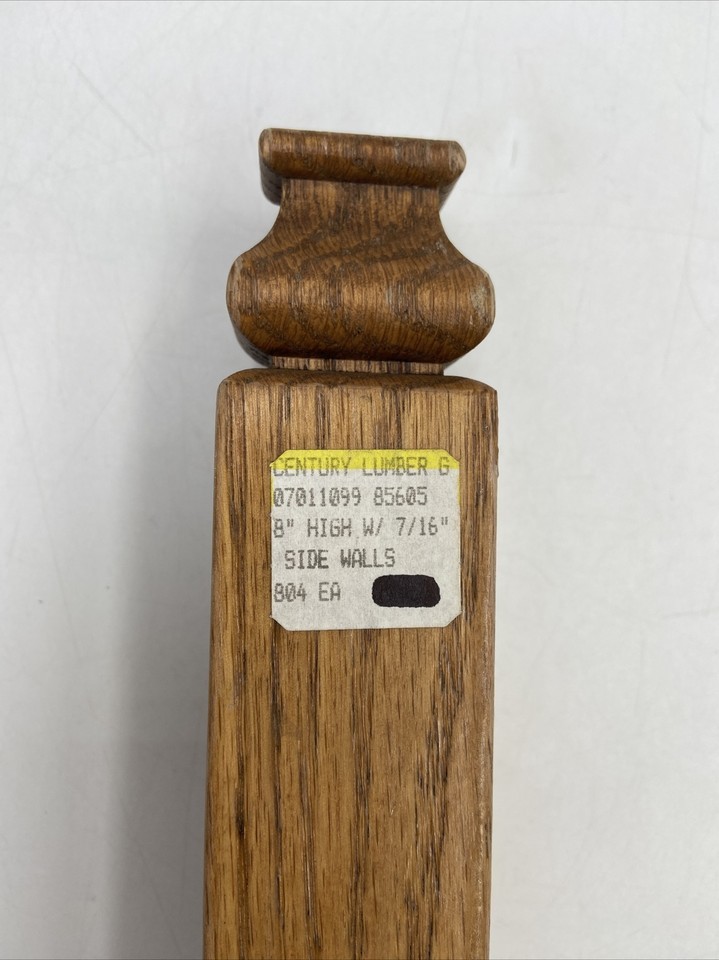 CENTURY LUMBER G
07011099 85605
8" HIGH W/ 7/16"
SIDE WALLS
804 EA